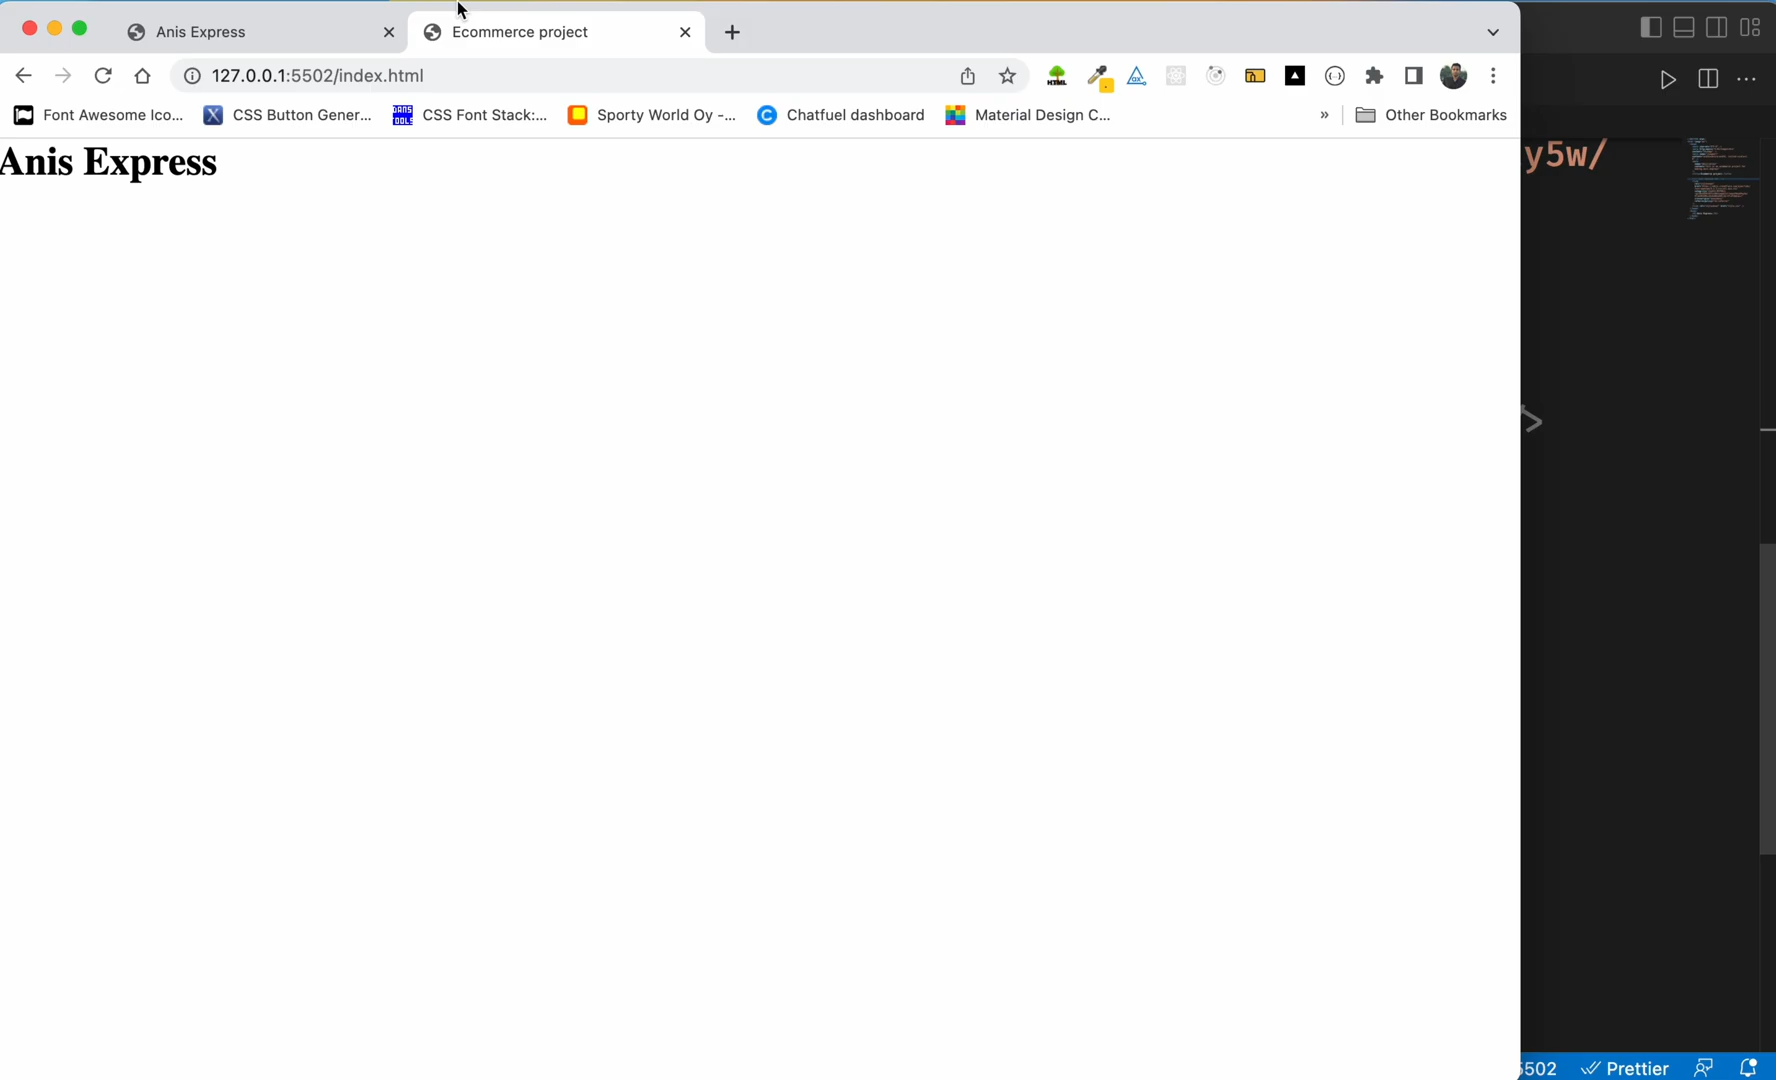 Anis Express
Ecommerce project
127.0.0.1:5502/index.html
Font Awesome Ico...
CSS Button Gener...
CSS Font Stack:...
Sporty World Oy -...
Chatfuel dashboard
Material Design C...
»
Other Bookmarks
Anis Express
y5w/
>
5502
Prettier